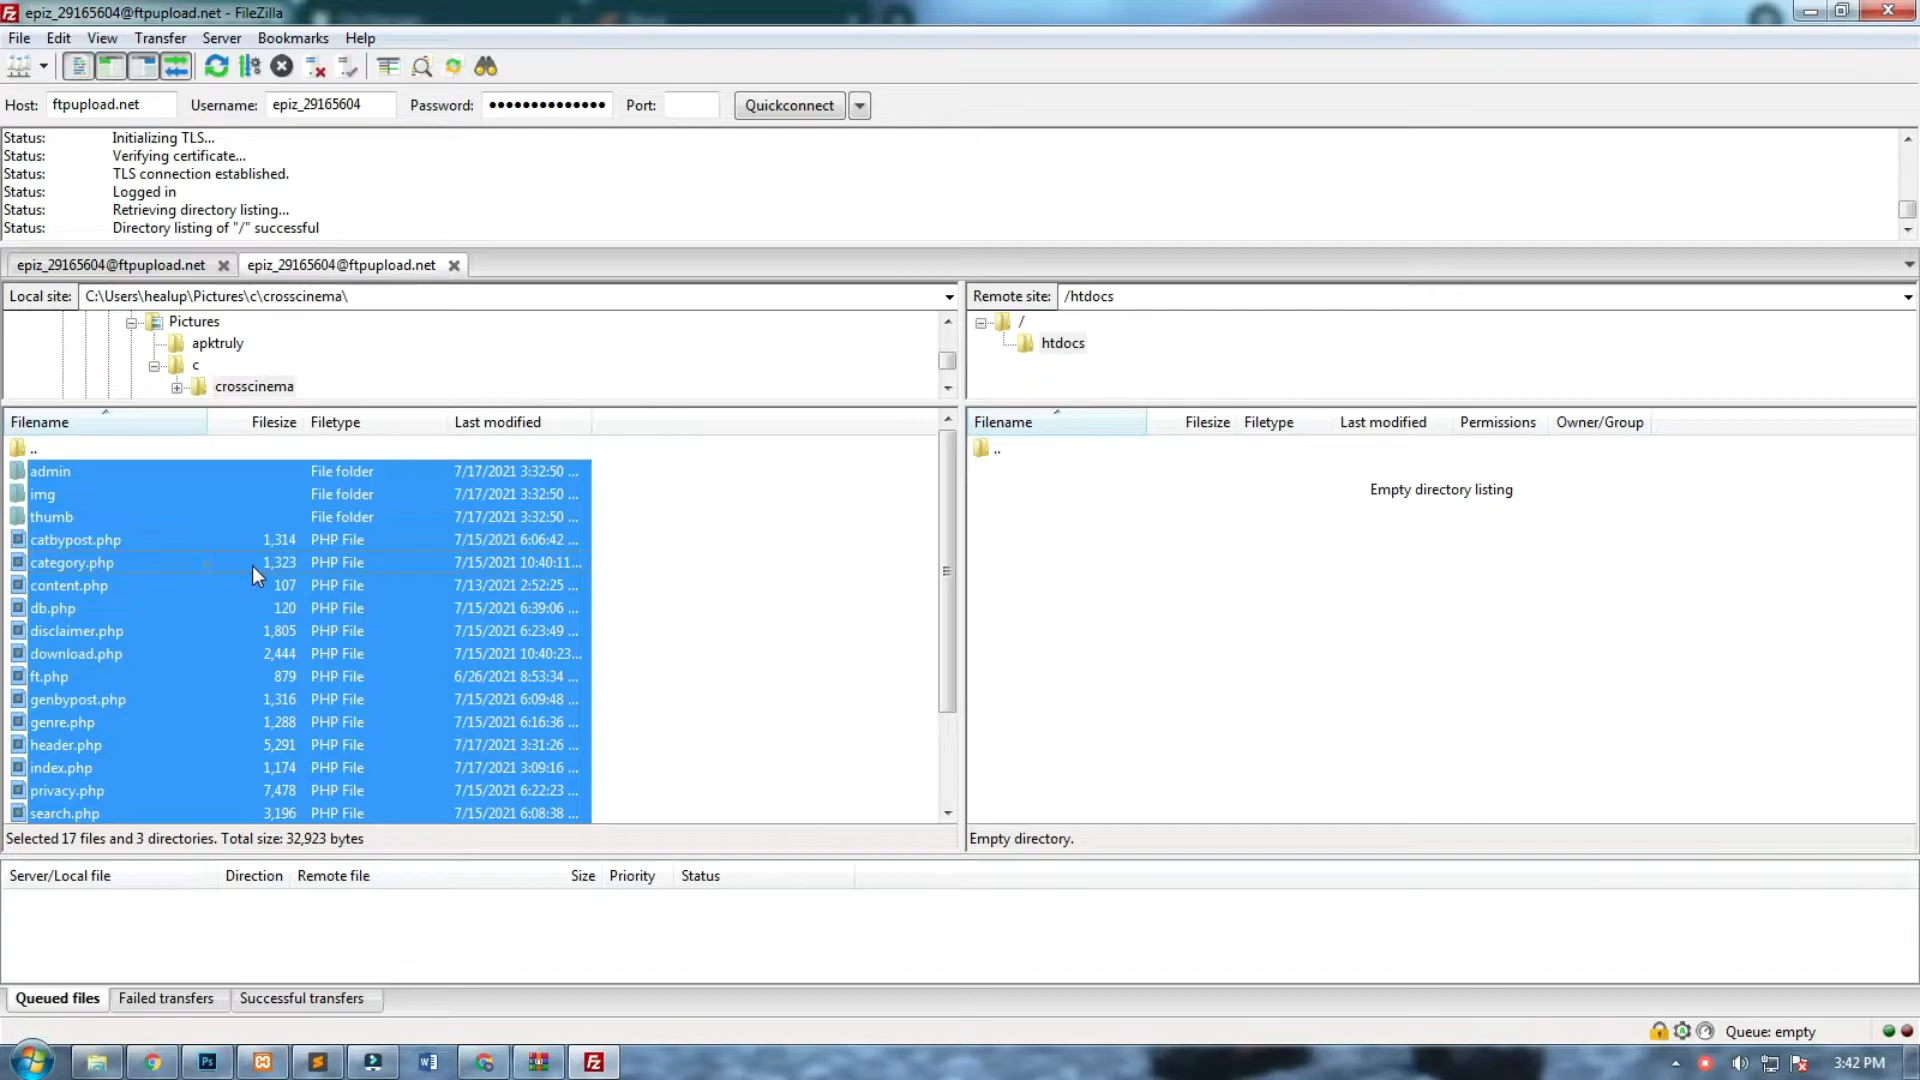 epiz_29165604@ftpupload.net - FileZilla
File Edit View Transfer Server Bookmarks Help
Host: ftpupload.net Username: epiz_29165604 Password: ●●●●●●●●●●●●●● Port: Quickconnect
Status: Initializing TLS...
Status: Verifying certificate...
Status: TLS connection established.
Status: Logged in
Status: Retrieving directory listing...
Status: Directory listing of "/" successful
epiz_29165604@ftpupload.net epiz_29165604@ftpupload.net
Local site: C:\Users\healup\Pictures\c\crosscinema\
Pictures
apktruly
c
crosscinema
Remote site: /htdocs
/
htdocs
Filename Filesize Filetype Last modified
..
admin File folder 7/17/2021 3:32:50 ...
img File folder 7/17/2021 3:32:50 ...
thumb File folder 7/17/2021 3:32:50 ...
catbypost.php 1,314 PHP File 7/15/2021 6:06:42 ...
category.php 1,323 PHP File 7/15/2021 10:40:11...
content.php 107 PHP File 7/13/2021 2:52:25 ...
db.php 120 PHP File 7/15/2021 6:39:06 ...
disclaimer.php 1,805 PHP File 7/15/2021 6:23:49 ...
download.php 2,444 PHP File 7/15/2021 10:40:23...
ft.php 879 PHP File 6/26/2021 8:53:34 ...
genbypost.php 1,316 PHP File 7/15/2021 6:09:48 ...
genre.php 1,288 PHP File 7/15/2021 6:16:36 ...
header.php 5,291 PHP File 7/17/2021 3:31:26 ...
index.php 1,174 PHP File 7/17/2021 3:09:16 ...
privacy.php 7,478 PHP File 7/15/2021 6:22:23 ...
search.php 3,196 PHP File 7/15/2021 6:08:38 ...
Selected 17 files and 3 directories. Total size: 32,923 bytes
Filename Filesize Filetype Last modified Permissions Owner/Group
..
Empty directory listing
Empty directory.
Server/Local file Direction Remote file Size Priority Status
Queued files Failed transfers Successful transfers
Queue: empty
3:42 PM